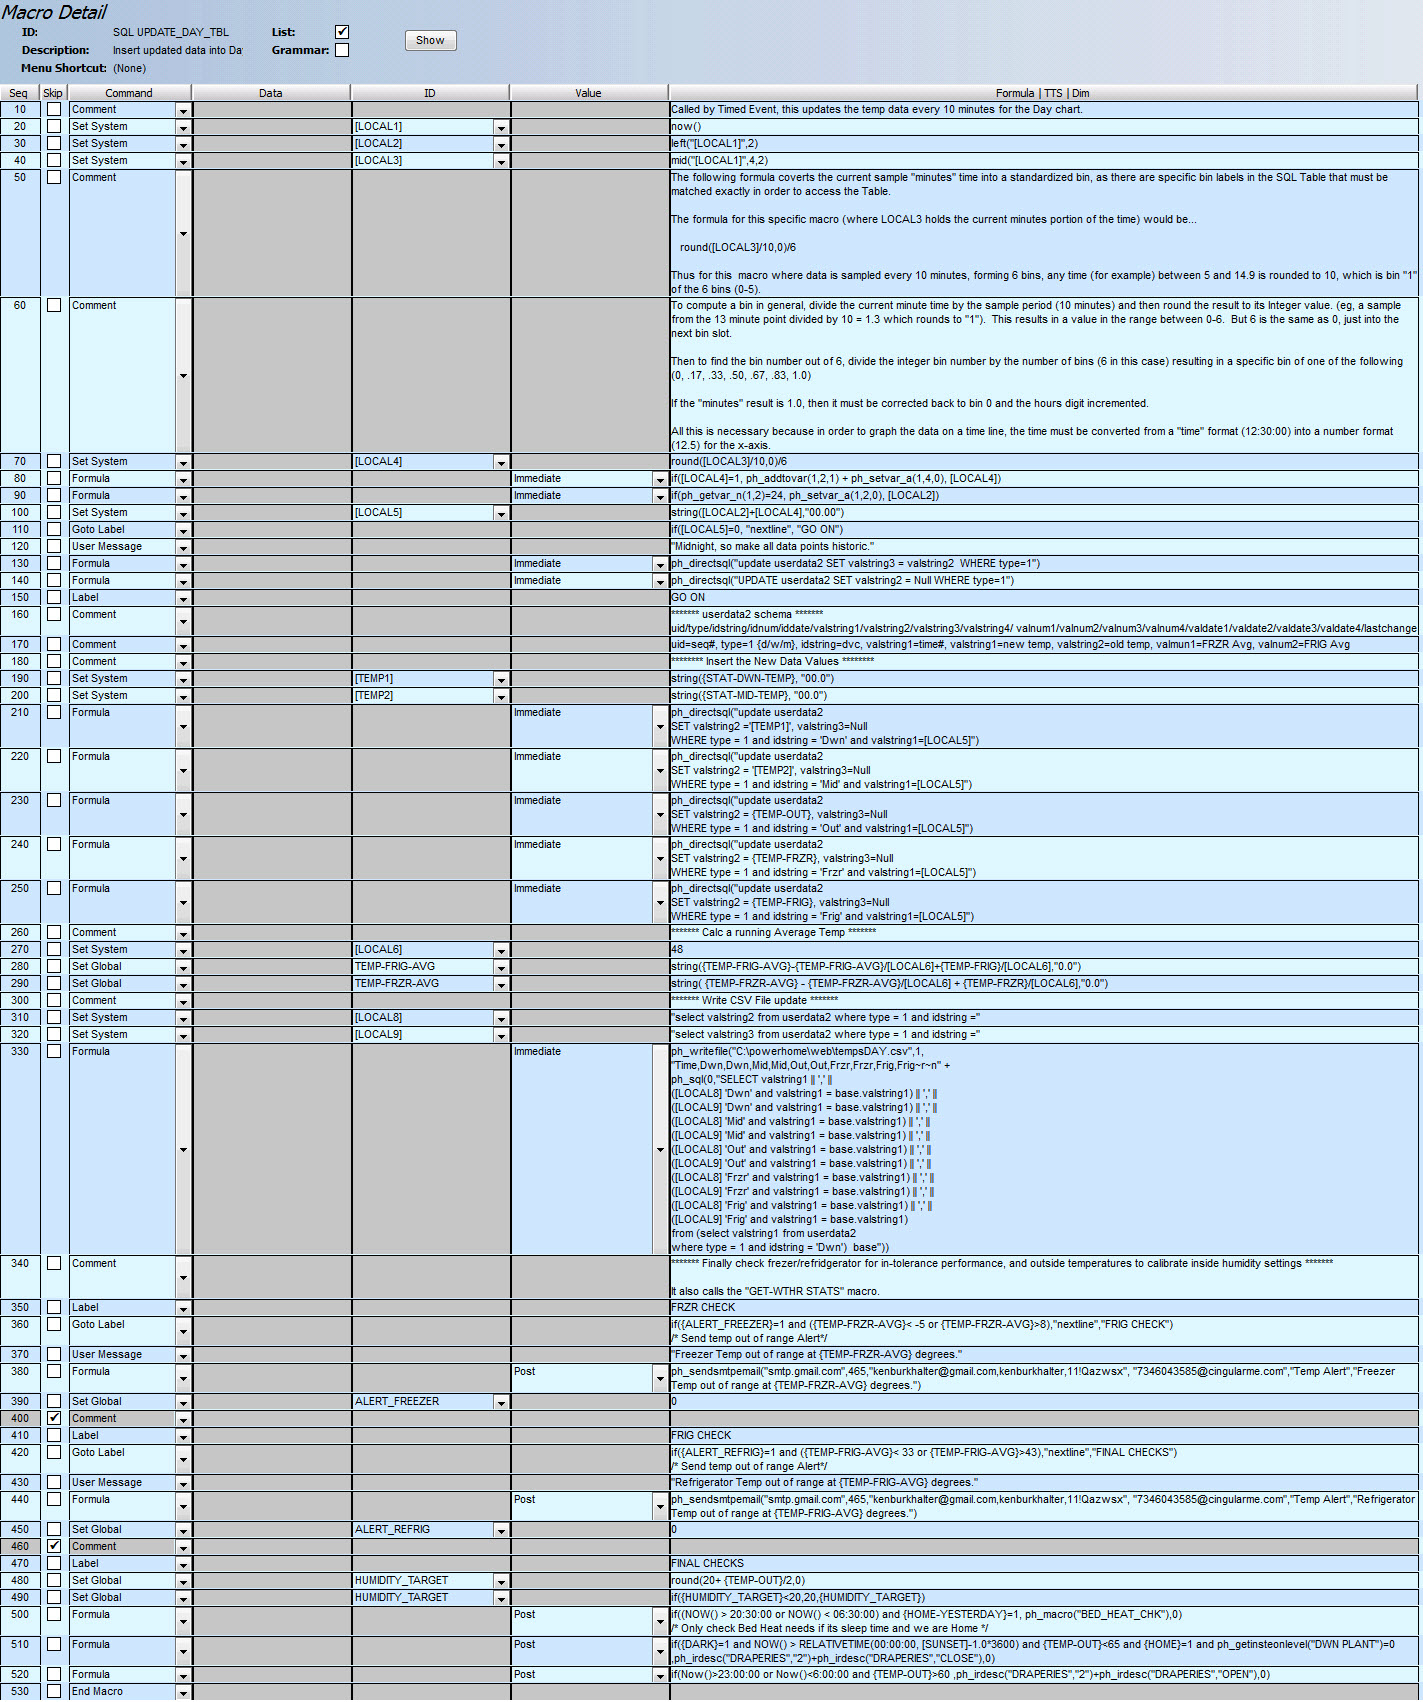 Macro Detail
ID: SQL UPDATE_DAY_TBL List:
Description: Insert updated data into Da Grammar: Show
Menu Shortcut: (None)
Seq Skip Command Data ID Value Formula | TTS | Dim
10 Comment Called by Timed Event, this updates the temp data every 10 minutes for the Day chart.
20 Set System [LOCAL1] now()
30 Set System [LOCAL2] left("[LOCAL1]",2)
40 Set System [LOCAL3] mid("[LOCAL1]",4,2)
50 Comment The following formula coverts the current sample "minutes" time into a standardized bin, as there are specific bin labels in the SQL Table that must be
matched exactly in order to access the Table.
The formula for this specific macro (where LOCAL3 holds the current minutes portion of the time) would be...
round([LOCAL3]/10,0)/6
Thus for this macro where data is sampled every 10 minutes, forming 6 bins, any time (for example) between 5 and 14.9 is rounded to 10, which is bin "1"
of the 6 bins (0-5).
60 Comment To compute a bin in general, divide the current minute time by the sample period (10 minutes) and then round the result to its Integer value. (eg, a sample
from the 13 minute point divided by 10 = 1.3 which rounds to "1"). This results in a value in the range between 0-6. But 6 is the same as 0, just into the
next bin slot.
Then to find the bin number out of 6, divide the integer bin number by the number of bins (6 in this case) resulting in a specific bin of one of the following
(0, .17, .33, .50, .67, .83, 1.0)
If the "minutes" result is 1.0, then it must be corrected back to bin 0 and the hours digit incremented.
All this is necessary because in order to graph the data on a time line, the time must be converted from a "time" format (12:30:00) into a number format
(12.5) for the x-axis.
70 Set System [LOCAL4] round([LOCAL3]/10,0)/6
80 Formula Immediate if([LOCAL4]=1, ph_addtovar(1,2,1) + ph_setvar_a(1,4,0), [LOCAL4])
90 Formula Immediate if(ph_getvar_n(1,2)=24, ph_setvar_a(1,2,0), [LOCAL2])
100 Set System [LOCAL5] string([LOCAL2]+[LOCAL4],"00.00")
110 Goto Label if([LOCAL5]=0, "nextline", "GO ON")
120 User Message "Midnight, so make all data points historic."
130 Formula Immediate ph_directsql("update userdata2 SET valstring3 = valstring2 WHERE type=1")
140 Formula Immediate ph_directsql("UPDATE userdata2 SET valstring2 = Null WHERE type=1")
150 Label GO ON
160 Comment ******* userdata2 schema *******
uid/type/idstring/idnum/iddate/valstring1/valstring2/valstring3/valstring4/ valnum1/valnum2/valnum3/valnum4/valdate1/valdate2/valdate3/valdate4/lastchange
170 Comment uid=seq#, type=1 {d/w/m}, idstring=dvc, valstring1=time#, valstring1=new temp, valstring2=old temp, valmun1=FRZR Avg, valnum2=FRIG Avg
180 Comment ******** Insert the New Data Values ********
190 Set System [TEMP1] string({STAT-DWN-TEMP}, "00.0")
200 Set System [TEMP2] string({STAT-MID-TEMP}, "00.0")
210 Formula Immediate ph_directsql("update userdata2
SET valstring2 ='[TEMP1]', valstring3=Null
WHERE type = 1 and idstring = 'Dwn' and valstring1=[LOCAL5]")
220 Formula Immediate ph_directsql("update userdata2
SET valstring2 = '[TEMP2]', valstring3=Null
WHERE type = 1 and idstring = 'Mid' and valstring1=[LOCAL5]")
230 Formula Immediate ph_directsql("update userdata2
SET valstring2 = {TEMP-OUT}, valstring3=Null
WHERE type = 1 and idstring = 'Out' and valstring1=[LOCAL5]")
240 Formula Immediate ph_directsql("update userdata2
SET valstring2 = {TEMP-FRZR}, valstring3=Null
WHERE type = 1 and idstring = 'Frzr' and valstring1=[LOCAL5]")
250 Formula Immediate ph_directsql("update userdata2
SET valstring2 = {TEMP-FRIG}, valstring3=Null
WHERE type = 1 and idstring = 'Frig' and valstring1=[LOCAL5]")
260 Comment ******* Calc a running Average Temp *******
270 Set System [LOCAL6] 48
280 Set Global TEMP-FRIG-AVG string({TEMP-FRIG-AVG}-{TEMP-FRIG-AVG}/[LOCAL6]+{TEMP-FRIG}/[LOCAL6],"0.0")
290 Set Global TEMP-FRZR-AVG string( {TEMP-FRZR-AVG} - {TEMP-FRZR-AVG}/[LOCAL6] + {TEMP-FRZR}/[LOCAL6],"0.0")
300 Comment ******* Write CSV File update *******
310 Set System [LOCAL8] "select valstring2 from userdata2 where type = 1 and idstring ="
320 Set System [LOCAL9] "select valstring3 from userdata2 where type = 1 and idstring ="
330 Formula Immediate ph_writefile("C:\powerhome\web\tempsDAY.csv",1,
"Time,Dwn,Dwn,Mid,Mid,Out,Out,Frzr,Frzr,Frig,Frig~r~n" +
ph_sql(0,"SELECT valstring1 || ',' ||
([LOCAL8] 'Dwn' and valstring1 = base.valstring1) || ',' ||
([LOCAL9] 'Dwn' and valstring1 = base.valstring1) || ',' ||
([LOCAL8] 'Mid' and valstring1 = base.valstring1) || ',' ||
([LOCAL9] 'Mid' and valstring1 = base.valstring1) || ',' ||
([LOCAL8] 'Out' and valstring1 = base.valstring1) || ',' ||
([LOCAL9] 'Out' and valstring1 = base.valstring1) || ',' ||
([LOCAL8] 'Frzr' and valstring1 = base.valstring1) || ',' ||
([LOCAL9] 'Frzr' and valstring1 = base.valstring1) || ',' ||
([LOCAL8] 'Frig' and valstring1 = base.valstring1) || ',' ||
([LOCAL9] 'Frig' and valstring1 = base.valstring1)
from (select valstring1 from userdata2
where type = 1 and idstring = 'Dwn') base"))
340 Comment ******* Finally check frezer/refridgerator for in-tolerance performance, and outside temperatures to calibrate inside humidity settings *******
It also calls the "GET-WTHR STATS" macro.
350 Label FRZR CHECK
360 Goto Label if({ALERT_FREEZER}=1 and ({TEMP-FRZR-AVG}< -5 or {TEMP-FRZR-AVG}>8),"nextline","FRIG CHECK")
/* Send temp out of range Alert*/
370 User Message "Freezer Temp out of range at {TEMP-FRZR-AVG} degrees."
380 Formula Post ph_sendsmtpemail("smtp.gmail.com",465,"kenburkhalter@gmail.com,kenburkhalter,11!Qazwsx", "7346043585@cingularme.com","Temp Alert","Freezer
Temp out of range at {TEMP-FRZR-AVG} degrees.")
390 Set Global ALERT_FREEZER 0
400 Comment
410 Label FRIG CHECK
420 Goto Label if({ALERT_REFRIG}=1 and ({TEMP-FRIG-AVG}< 33 or {TEMP-FRIG-AVG}>43),"nextline","FINAL CHECKS")
/* Send temp out of range Alert*/
430 User Message "Refrigerator Temp out of range at {TEMP-FRIG-AVG} degrees."
440 Formula Post ph_sendsmtpemail("smtp.gmail.com",465,"kenburkhalter@gmail.com,kenburkhalter,11!Qazwsx", "7346043585@cingularme.com","Temp Alert","Refrigerator
Temp out of range at {TEMP-FRIG-AVG} degrees.")
450 Set Global ALERT_REFRIG 0
460 Comment
470 Label FINAL CHECKS
480 Set Global HUMIDITY_TARGET round(20+ {TEMP-OUT}/2,0)
490 Set Global HUMIDITY_TARGET if({HUMIDITY_TARGET}<20,20,{HUMIDITY_TARGET})
500 Formula Post if((NOW() > 20:30:00 or NOW() < 06:30:00) and {HOME-YESTERDAY}=1, ph_macro("BED_HEAT_CHK"),0)
/* Only check Bed Heat needs if its sleep time and we are Home */
510 Formula Post if({DARK}=1 and NOW() > RELATIVETIME(00:00:00, [SUNSET]-1.0*3600) and {TEMP-OUT}<65 and {HOME}=1 and ph_getinsteonlevel("DWN PLANT")=0
,ph_irdesc("DRAPERIES","2")+ph_irdesc("DRAPERIES","CLOSE"),0)
520 Formula Post if(Now()>23:00:00 or Now()<6:00:00 and {TEMP-OUT}>60 ,ph_irdesc("DRAPERIES","2")+ph_irdesc("DRAPERIES","OPEN"),0)
530 End Macro